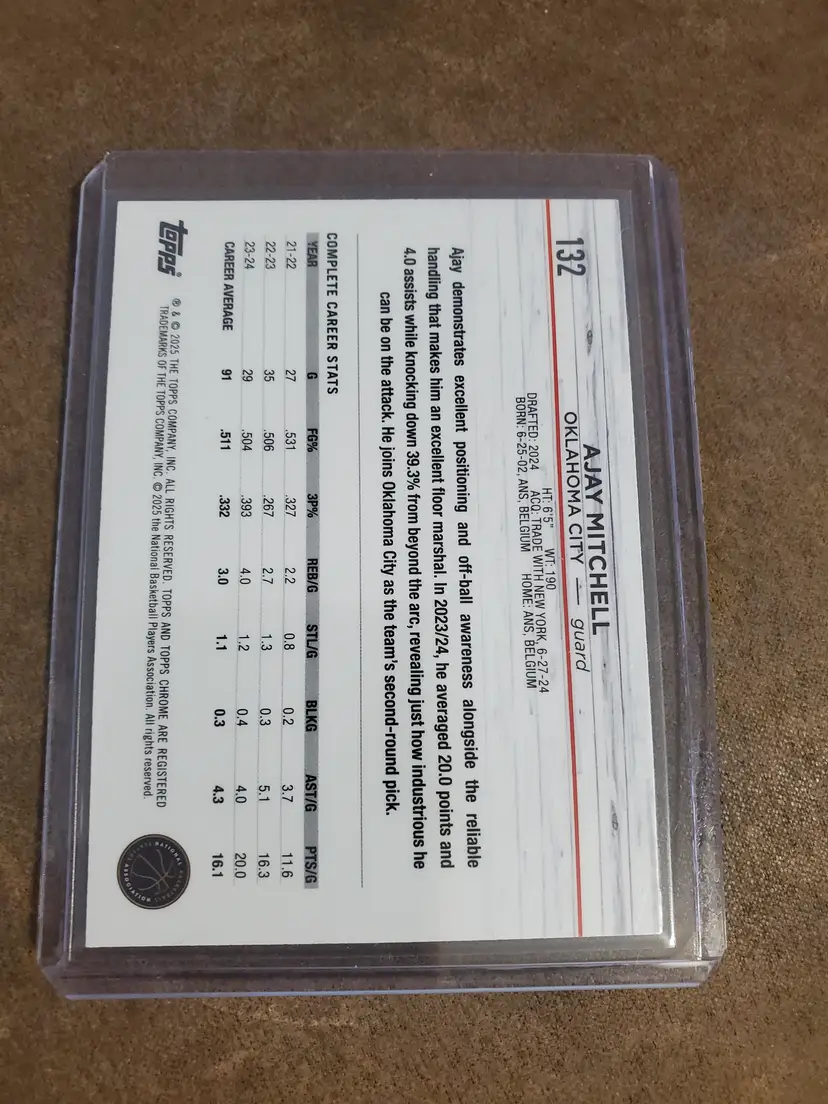 132
AJAY MITCHELL
OKLAHOMA CITY — guard
HT: 6'5" WT: 190
DRAFTED: 2024 ACQ: TRADE WITH NEW YORK, 6-27-24
BORN: 6-25-02, ANS, BELGIUM HOME: ANS, BELGIUM
Ajay demonstrates excellent positioning and off-ball awareness alongside the reliable
handling that makes him an excellent floor marshal. In 2023/24, he averaged 20.0 points and
4.0 assists while knocking down 39.3% from beyond the arc, revealing just how industrious he
can be on the attack. He joins Oklahoma City as the team's second-round pick.
COMPLETE CAREER STATS
YEAR G FG% 3P% REB/G STL/G BLKG AST/G PTS/G
21-22 27 .531 .327 2.2 0.8 0.2 3.7 11.6
22-23 35 .506 .267 2.7 1.3 0.3 5.1 16.3
23-24 29 .504 .393 4.0 1.2 0.4 4.0 20.0
CAREER AVERAGE 91 .511 .332 3.0 1.1 0.3 4.3 16.1
topps®
® & © 2025 THE TOPPS COMPANY, INC. ALL RIGHTS RESERVED. TOPPS AND TOPPS CHROME ARE REGISTERED
TRADEMARKS OF THE TOPPS COMPANY, INC. © 2025 the National Basketball Players Association. All rights reserved.
NATIONAL
ASSOCIATION